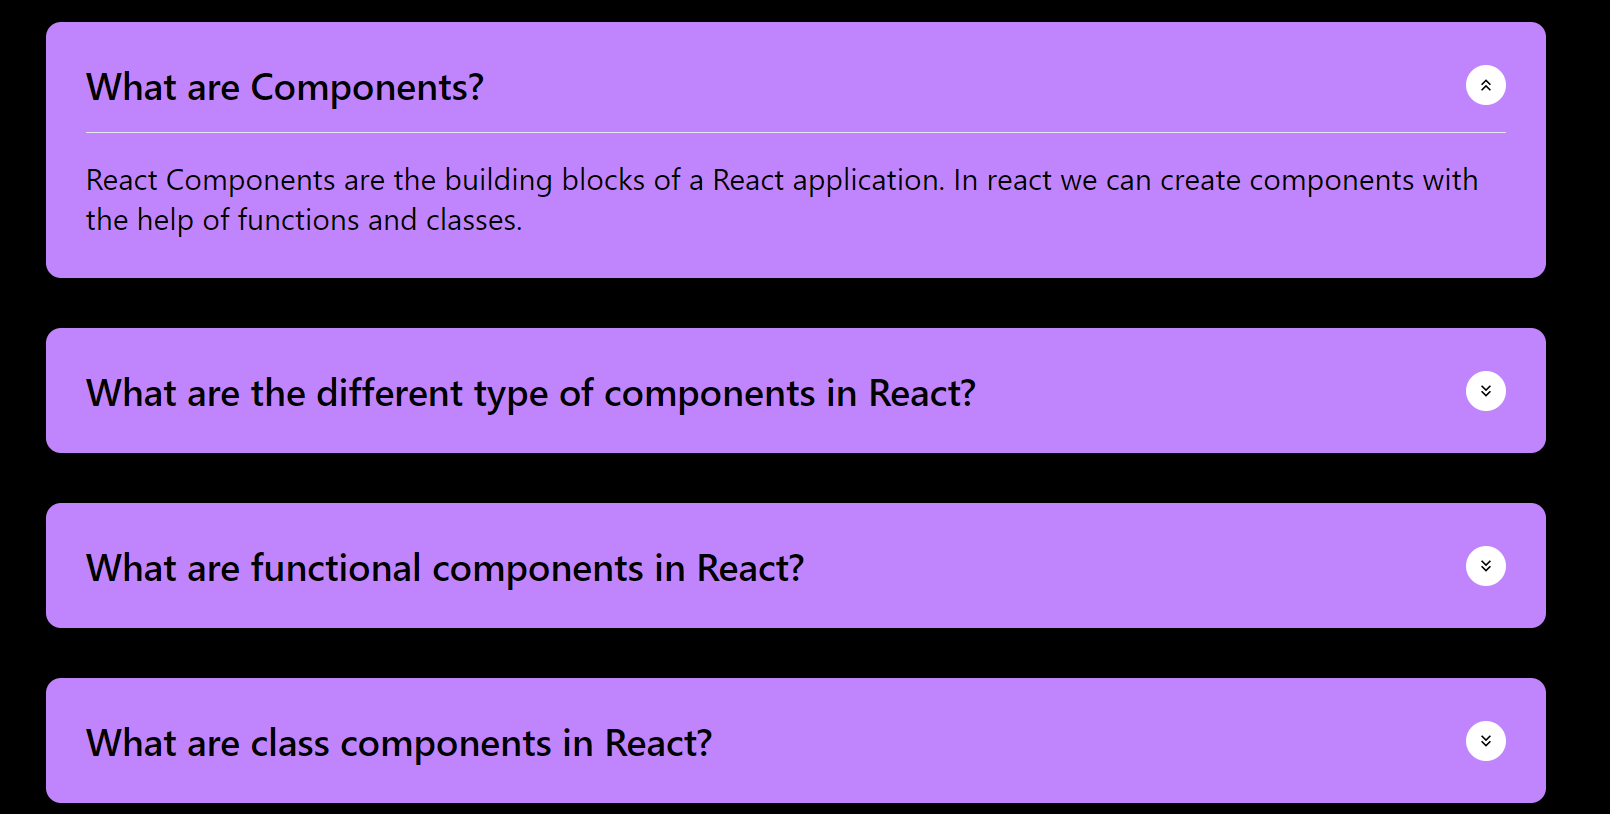 What are Components?
React Components are the building blocks of a React application. In react we can create components with
the help of functions and classes.
What are the different type of components in React?
What are functional components in React?
What are class components in React?